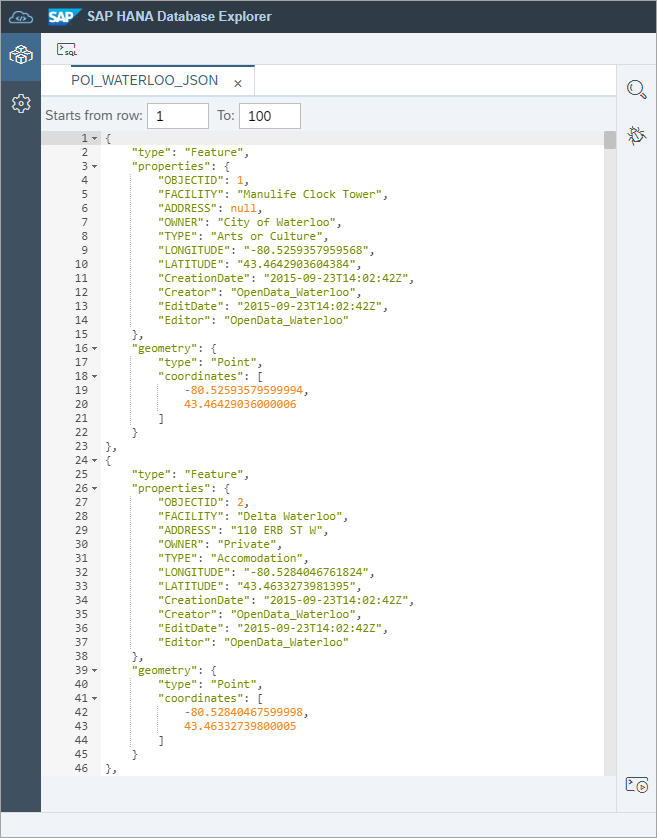 SAP SAP HANA Database Explorer
SQL
POI_WATERLOO_JSON ×
Starts from row: 1 To: 100
1 {
2 "type": "Feature",
3 "properties": {
4 "OBJECTID": 1,
5 "FACILITY": "Manulife Clock Tower",
6 "ADDRESS": null,
7 "OWNER": "City of Waterloo",
8 "TYPE": "Arts or Culture",
9 "LONGITUDE": "-80.5259357959568",
10 "LATITUDE": "43.4642903604384",
11 "CreationDate": "2015-09-23T14:02:42Z",
12 "Creator": "OpenData_Waterloo",
13 "EditDate": "2015-09-23T14:02:42Z",
14 "Editor": "OpenData_Waterloo"
15 },
16 "geometry": {
17 "type": "Point",
18 "coordinates": [
19 -80.52593579599994,
20 43.46429036000006
21 ]
22 }
23 },
24 {
25 "type": "Feature",
26 "properties": {
27 "OBJECTID": 2,
28 "FACILITY": "Delta Waterloo",
29 "ADDRESS": "110 ERB ST W",
30 "OWNER": "Private",
31 "TYPE": "Accomodation",
32 "LONGITUDE": "-80.5284046761824",
33 "LATITUDE": "43.4633273981395",
34 "CreationDate": "2015-09-23T14:02:42Z",
35 "Creator": "OpenData_Waterloo",
36 "EditDate": "2015-09-23T14:02:42Z",
37 "Editor": "OpenData_Waterloo"
38 },
39 "geometry": {
40 "type": "Point",
41 "coordinates": [
42 -80.52840467599998,
43 43.46332739800005
44 ]
45 }
46 },